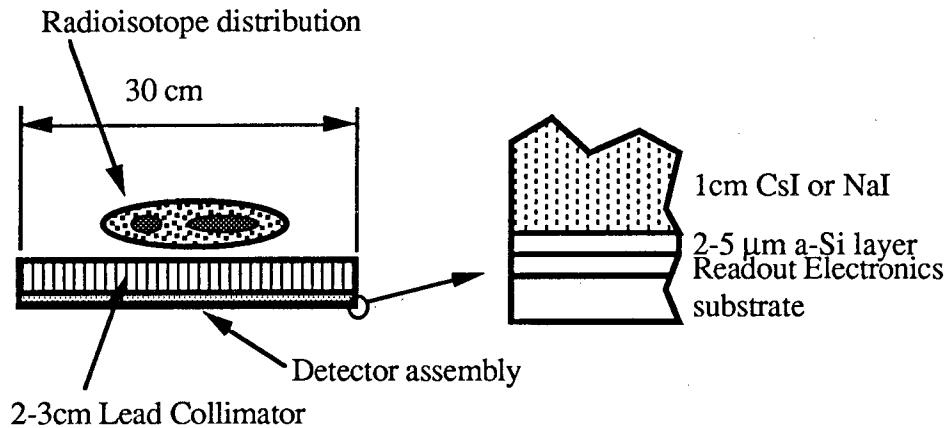 Radioisotope distribution
30 cm
1cm CsI or NaI
2-5 µm a-Si layer
Readout Electronics
substrate
Detector assembly
2-3cm Lead Collimator